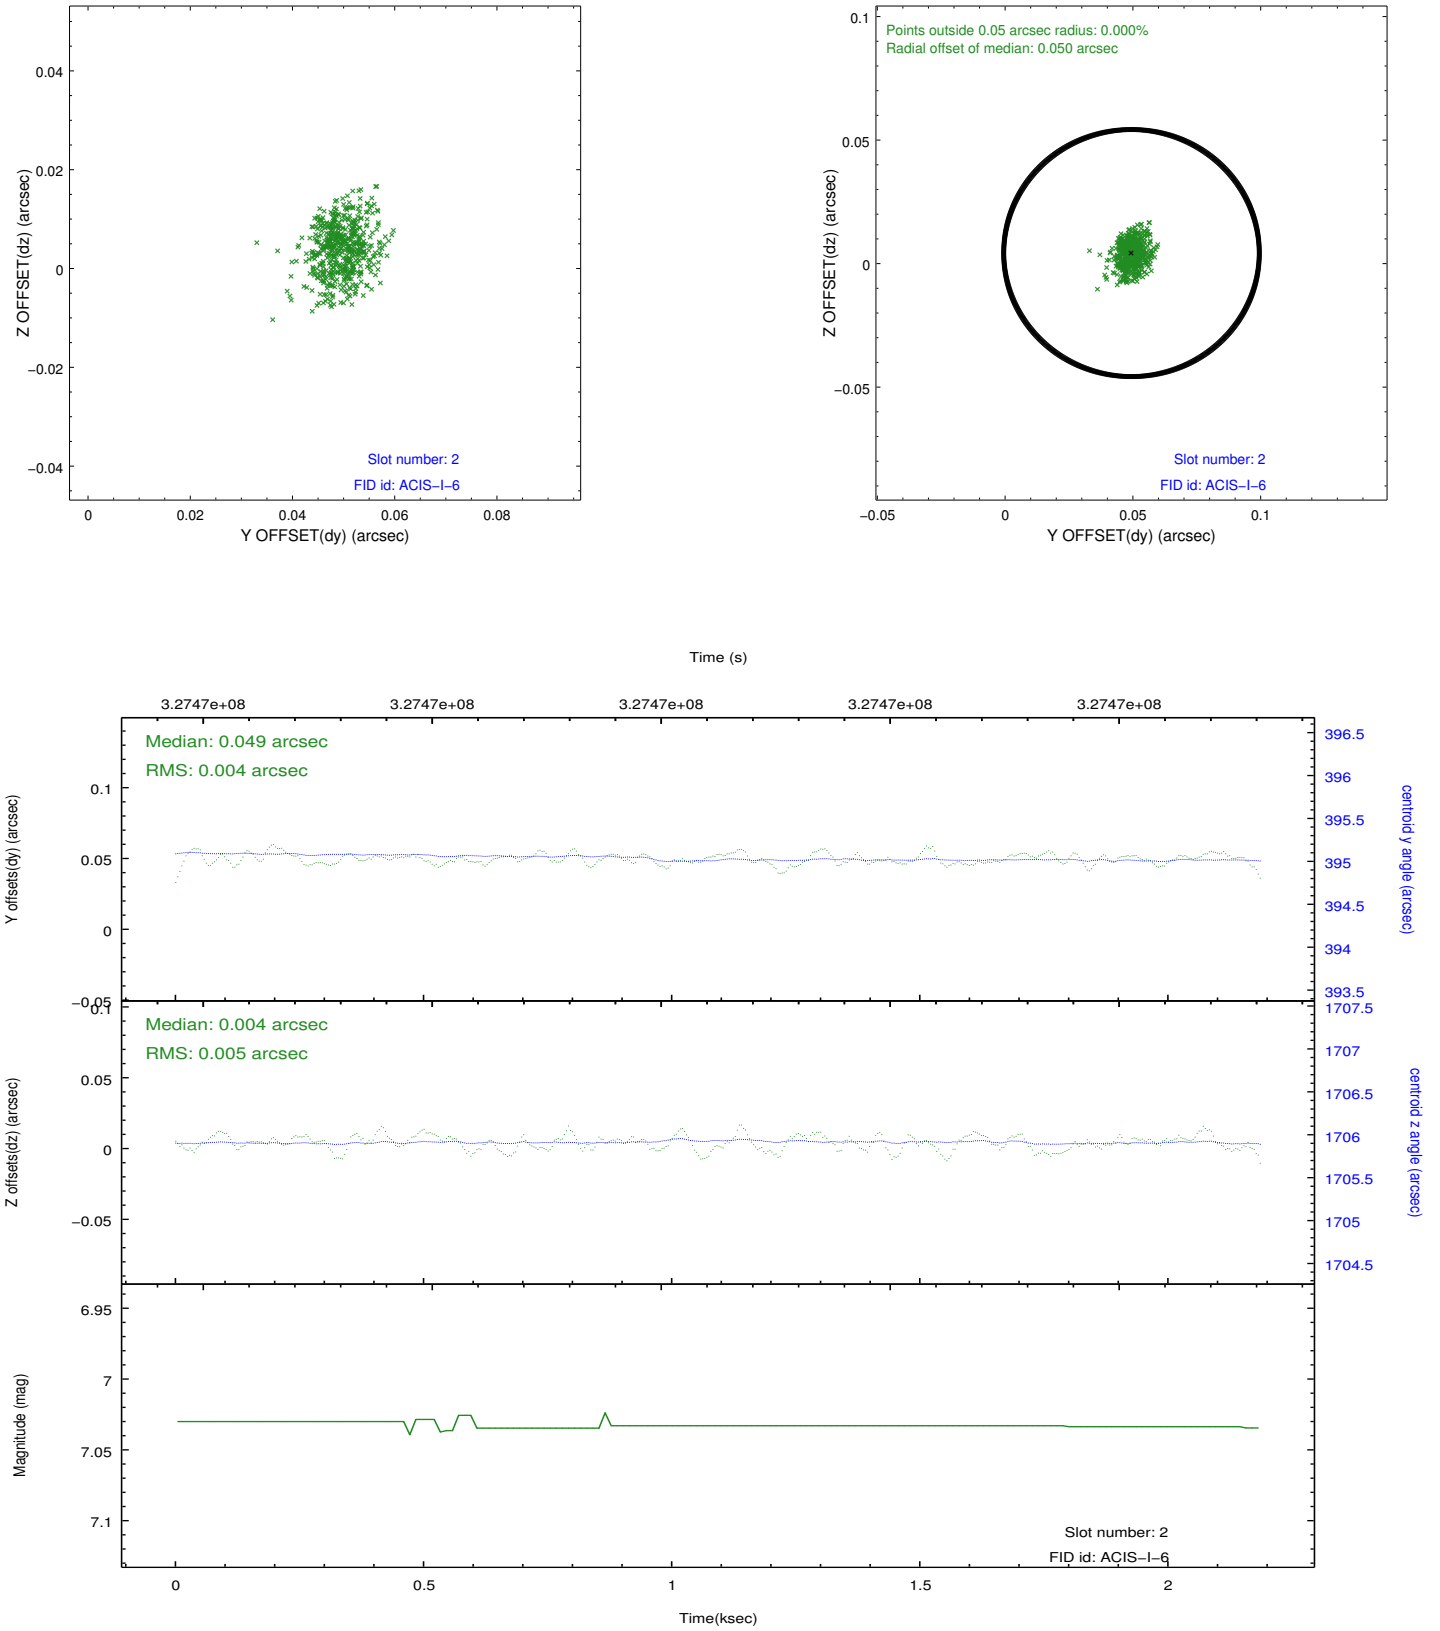 0.04
0.02
0
−0.02
−0.04
Z OFFSET(dz) (arcsec)
Slot number: 2
FID id: ACIS−I−6
0
0.02
0.04
0.06
0.08
Y OFFSET(dy) (arcsec)
0.1
0.05
0
−0.05
Z OFFSET(dz) (arcsec)
Points outside 0.05 arcsec radius: 0.000%
Radial offset of median: 0.050 arcsec
Slot number: 2
FID id: ACIS−I−6
−0.05
0
0.05
0.1
Y OFFSET(dy) (arcsec)
Time (s)
3.2747e+08
3.2747e+08
3.2747e+08
3.2747e+08
3.2747e+08
Median: 0.049 arcsec
RMS: 0.004 arcsec
0.1
0.05
0
−0.05
Y offsets(dy) (arcsec)
396.5
396
395.5
395
394.5
394
393.5
centroid y angle (arcsec)
Median: 0.004 arcsec
RMS: 0.005 arcsec
0.1
0.05
0
−0.05
Z offsets(dz) (arcsec)
1707.5
1707
1706.5
1706
1705.5
1705
1704.5
centroid z angle (arcsec)
6.95
7
7.05
7.1
Magnitude (mag)
Slot number: 2
FID id: ACIS−I−6
0
0.5
1
1.5
2
Time(ksec)